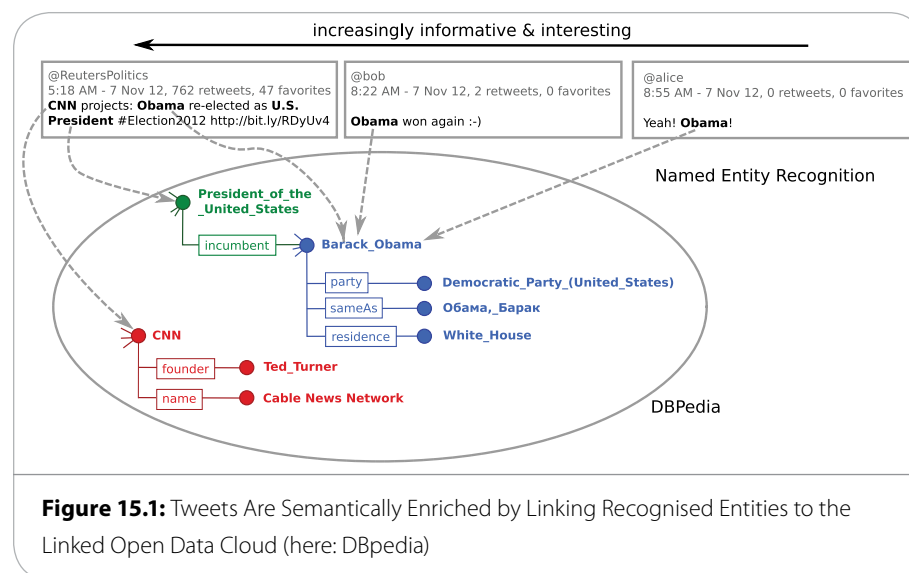 increasingly informative & interesting
@ReutersPolitics
5:18 AM - 7 Nov 12, 762 retweets, 47 favorites
CNN projects: Obama re-elected as U.S.
President #Election2012 http://bit.ly/RDyUv4
@bob
8:22 AM - 7 Nov 12, 2 retweets, 0 favorites
Obama won again :-)
@alice
8:55 AM - 7 Nov 12, 0 retweets, 0 favorites
Yeah! Obama!
Named Entity Recognition
President_of_the
_United_States
incumbent
Barack_Obama
party
Democratic_Party_(United_States)
sameAs
Обама,_Барак
residence
White_House
CNN
founder
Ted_Turner
name
Cable News Network
DBPedia
Figure 15.1: Tweets Are Semantically Enriched by Linking Recognised Entities to the
Linked Open Data Cloud (here: DBpedia)